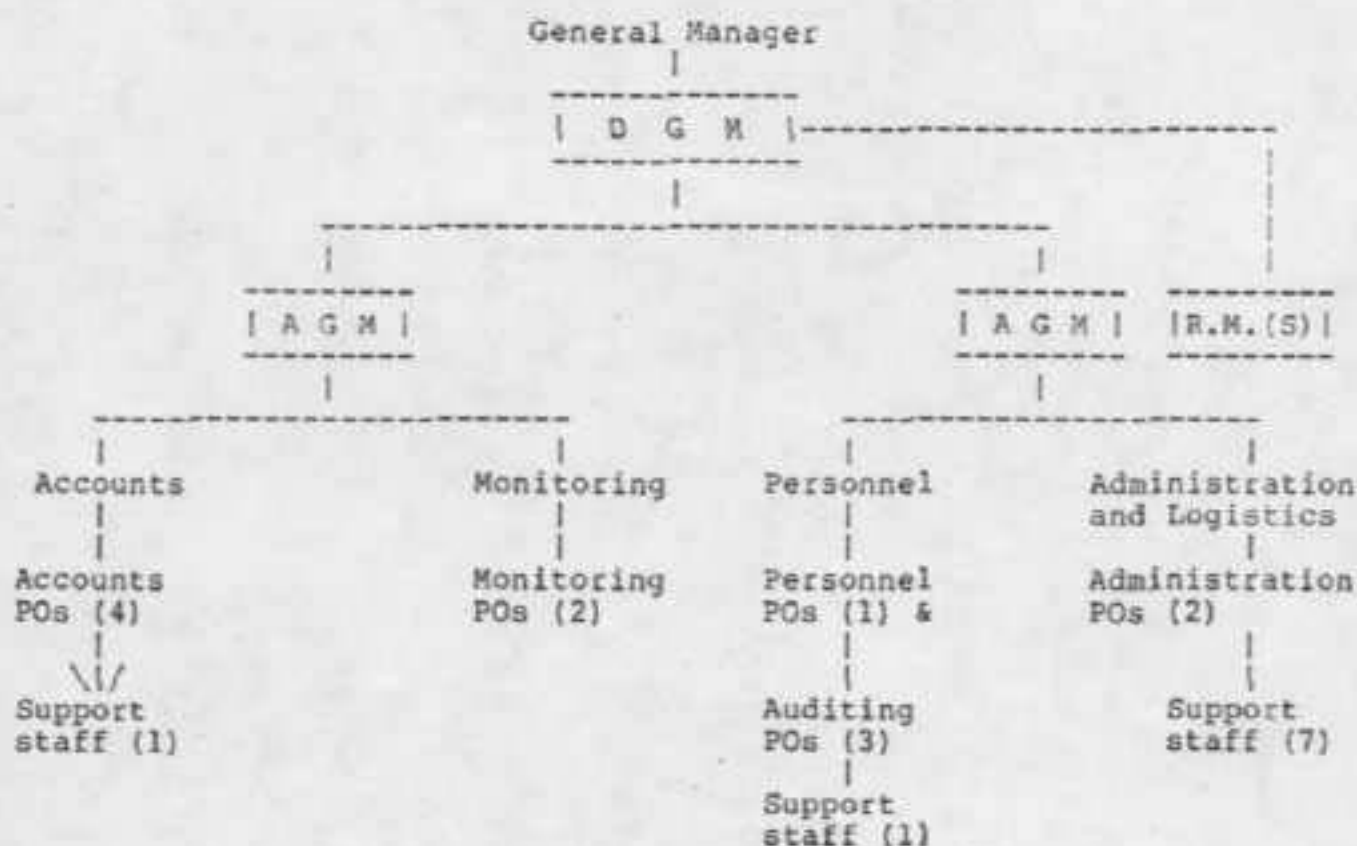 General Manager
D G M
A G M
A G M
R.M.(S)
Accounts
Monitoring
Personnel
Administration
and Logistics
Accounts
POs (4)
Monitoring
POs (2)
Personnel
POs (1) &
Administration
POs (2)
Support
staff (1)
Auditing
POs (3)
Support
staff (7)
Support
staff (1)